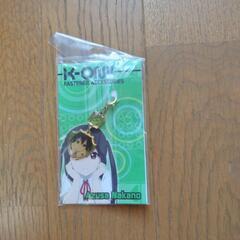 K-ON!
FASTENER ACCESSORIES
Azusa Nakano